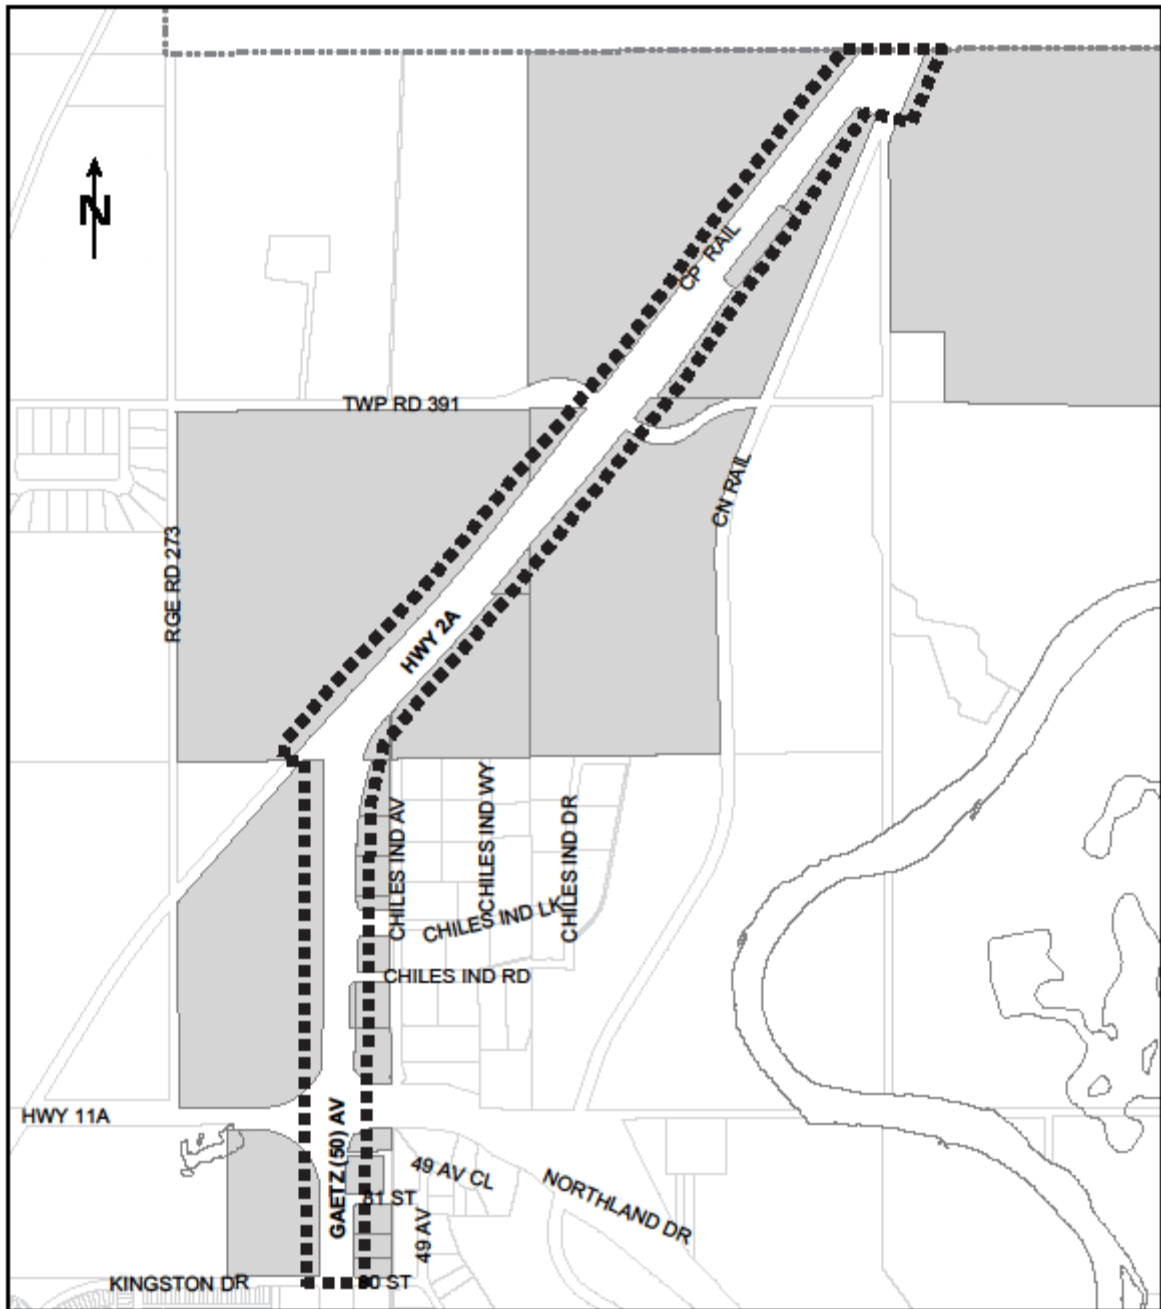 N
CP RAIL
TWP RD 391
CN RAIL
RGE RD 273
HWY 2A
CHILES IND AV
CHILES IND WY
CHILES IND DR
CHILES IND LK
CHILES IND RD
HWY 11A
GAETZ (50) AV
49 AV CL
81 ST
NORTHLAND DR
49 AV
KINGSTON DR
80 ST